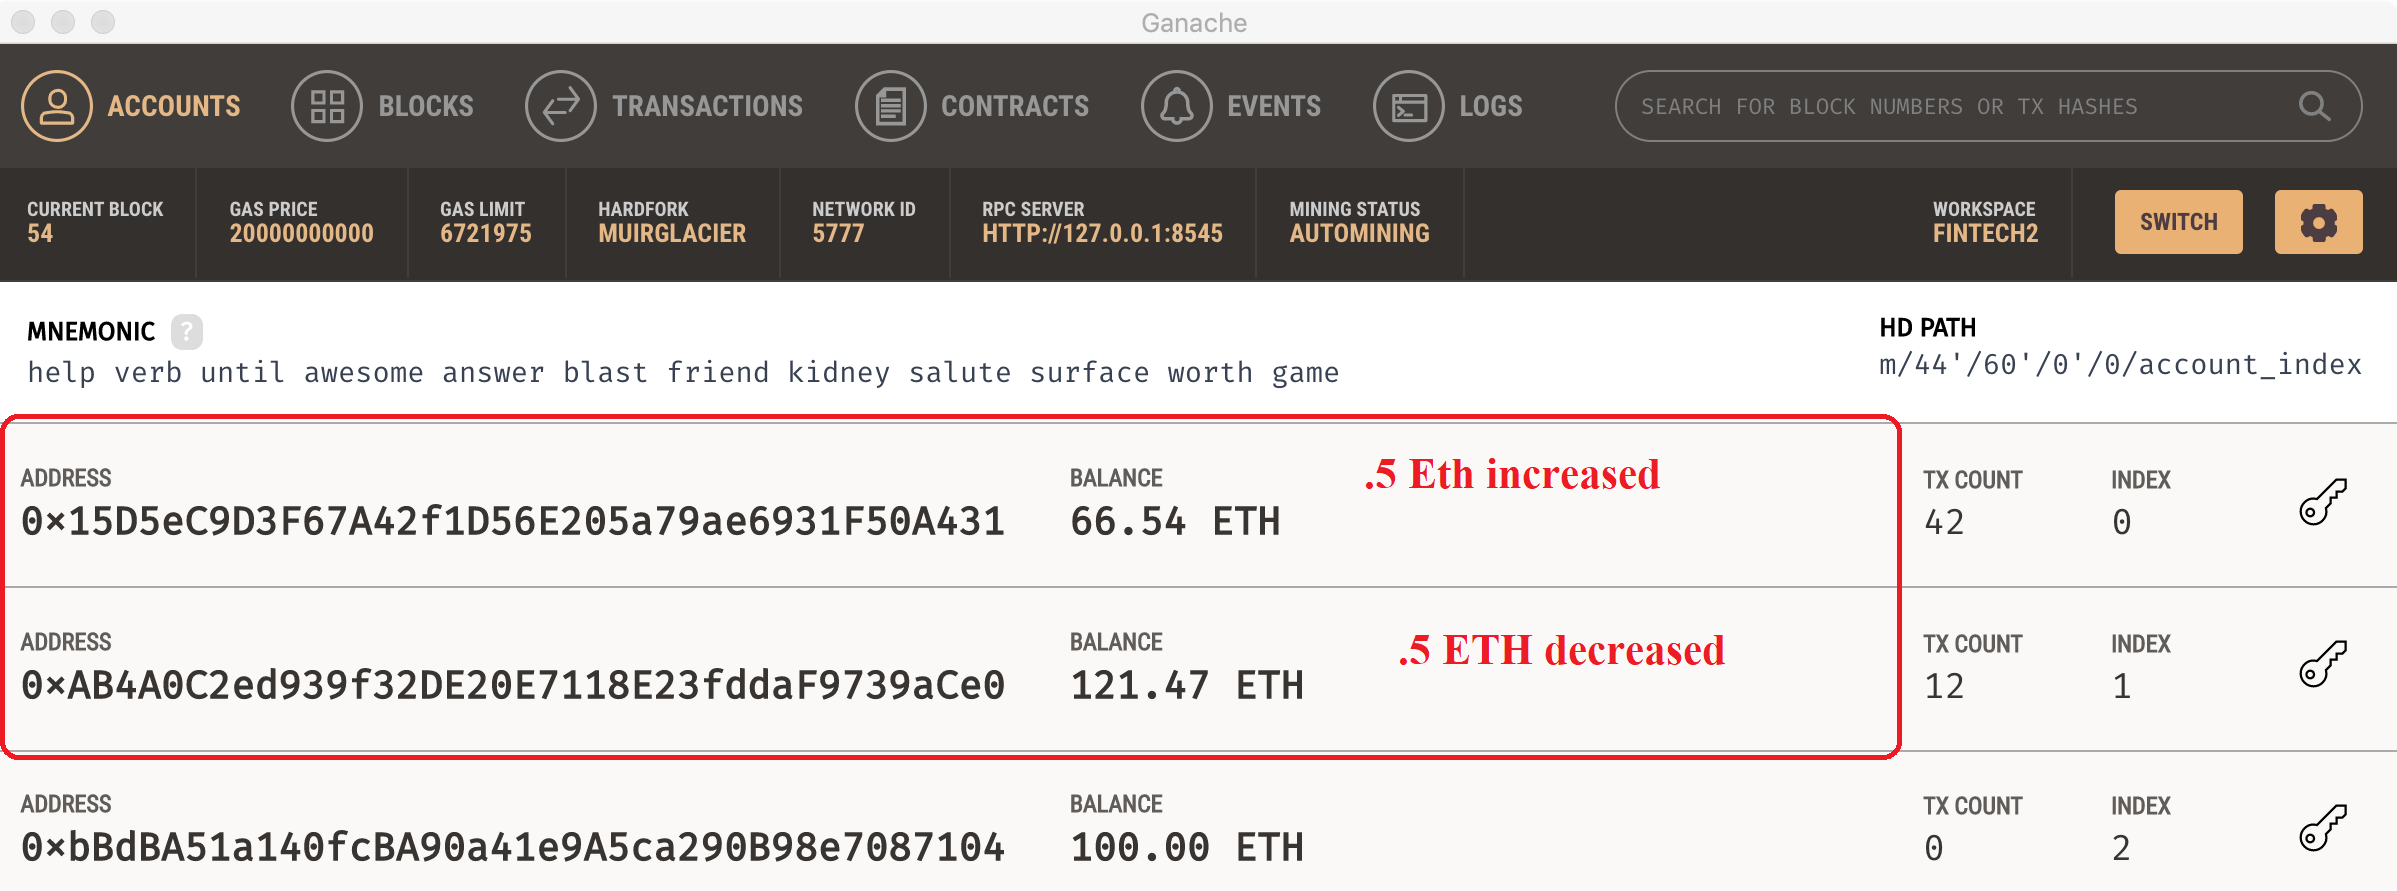 Ganache
ACCOUNTS BLOCKS TRANSACTIONS CONTRACTS EVENTS LOGS SEARCH FOR BLOCK NUMBERS OR TX HASHES
CURRENT BLOCK GAS PRICE GAS LIMIT HARDFORK NETWORK ID RPC SERVER MINING STATUS WORKSPACE
54 20000000000 6721975 MUIRGLACIER 5777 HTTP://127.0.0.1:8545 AUTOMINING FINTECH2 SWITCH
MNEMONIC ? HD PATH
help verb until awesome answer blast friend kidney salute surface worth game m/44'/60'/0'/0/account_index
ADDRESS BALANCE .5 Eth increased TX COUNT INDEX
0×15D5eC9D3F67A42f1D56E205a79ae6931F50A431 66.54 ETH 42 0
ADDRESS BALANCE .5 ETH decreased TX COUNT INDEX
0×AB4A0C2ed939f32DE20E7118E23fddaF9739aCe0 121.47 ETH 12 1
ADDRESS BALANCE TX COUNT INDEX
0×bBdBA51a140fcBA90a41e9A5ca290B98e7087104 100.00 ETH 0 2